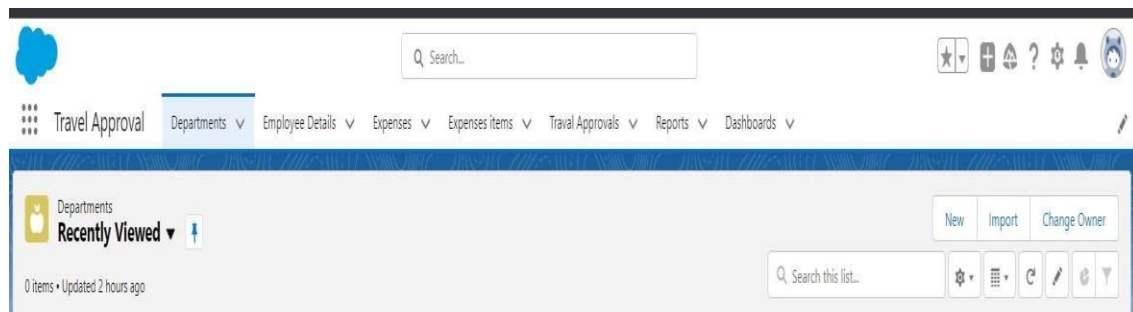 Search...
Travel Approval Departments Employee Details Expenses Expenses items Traval Approvals Reports Dashboards
Departments
Recently Viewed
New Import Change Owner
0 items • Updated 2 hours ago
Search this list...